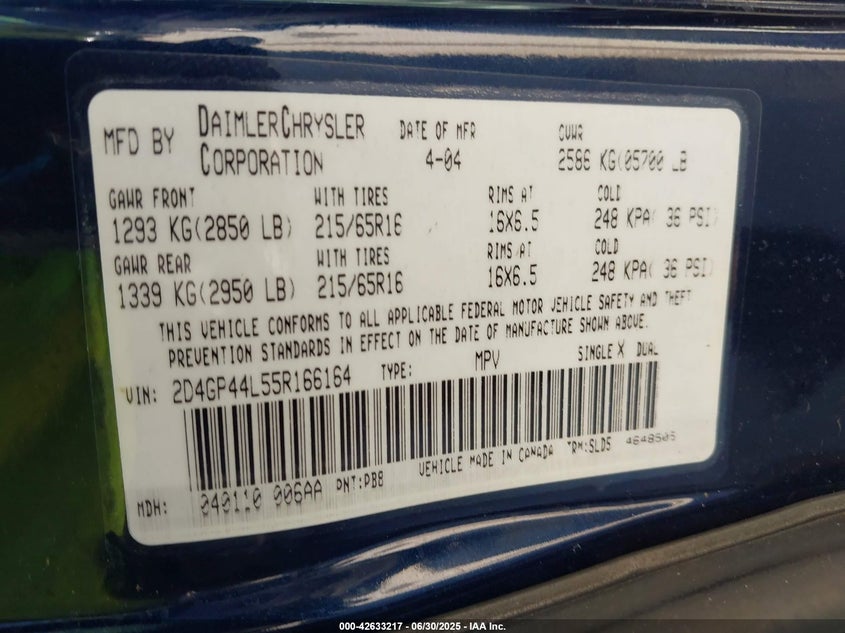 MFD BY DAIMLERCHRYSLER CORPORATION DATE OF MFR 4-04 GVWR 2586 KG(05700 LB
GAWR FRONT WITH TIRES RIMS AT COLD
1293 KG(2850 LB) 215/65R16 16X6.5 248 KPA( 36 PSI)
GAWR REAR WITH TIRES RIMS AT COLD
1339 KG(2950 LB) 215/65R16 16X6.5 248 KPA( 36 PSI)
THIS VEHICLE CONFORMS TO ALL APPLICABLE FEDERAL MOTOR VEHICLE SAFETY AND THEFT
PREVENTION STANDARDS IN EFFECT ON THE DATE OF MANUFACTURE SHOWN ABOVE.
VIN: 2D4GP44L55R166164 TYPE: MPV SINGLE X DUAL
MDH: 040110 006AA PNT:PB8 VEHICLE MADE IN CANADA TRM:SLD5 4648505
000-42633217 - 06/30/2025 - IAA Inc.